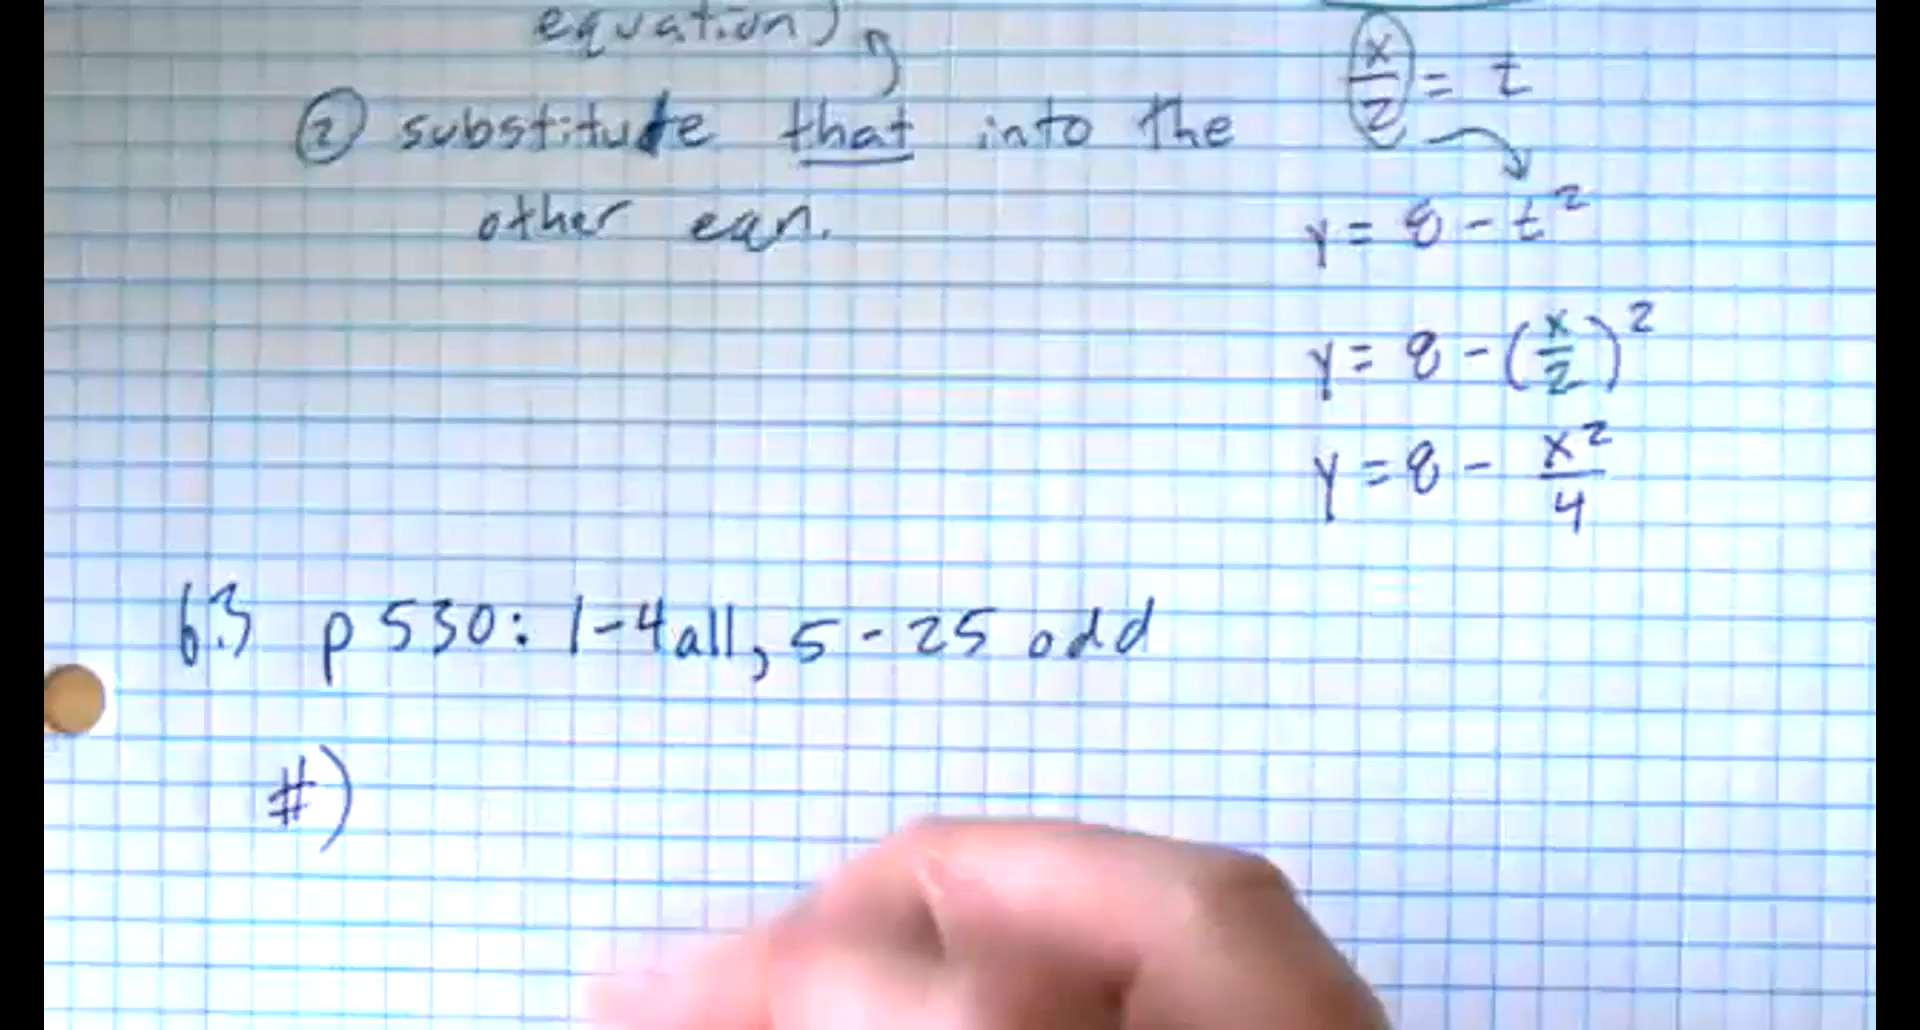 equation)
② substitute that into the
other eqn.
x/2 = t
y = 8 - t²
y = 8 - (x/2)²
y = 8 - x²/4
6.3 p 530: 1-4 all, 5-25 odd
#)